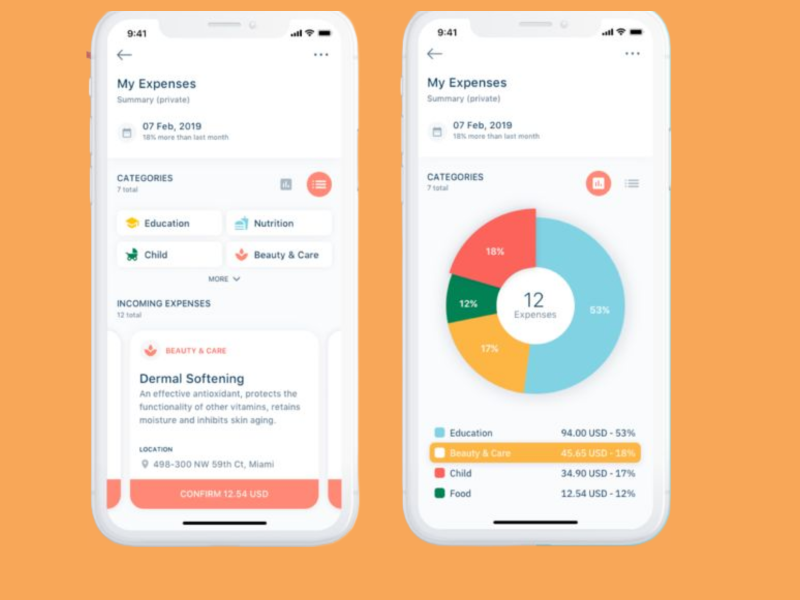 9:41
My Expenses
Summary (private)
07 Feb, 2019
18% more than last month
CATEGORIES
7 total
Education
Nutrition
Child
Beauty & Care
MORE
INCOMING EXPENSES
12 total
BEAUTY & CARE
Dermal Softening
An effective antioxidant, protects the
functionality of other vitamins, retains
moisture and inhibits skin aging.
LOCATION
498-300 NW 59th Ct, Miami
CONFIRM 12.54 USD
9:41
My Expenses
Summary (private)
07 Feb, 2019
18% more than last month
CATEGORIES
7 total
18%
12%
12
Expenses
53%
17%
Education 94.00 USD - 53%
Beauty & Care 45.65 USD - 18%
Child 34.90 USD - 17%
Food 12.54 USD - 12%